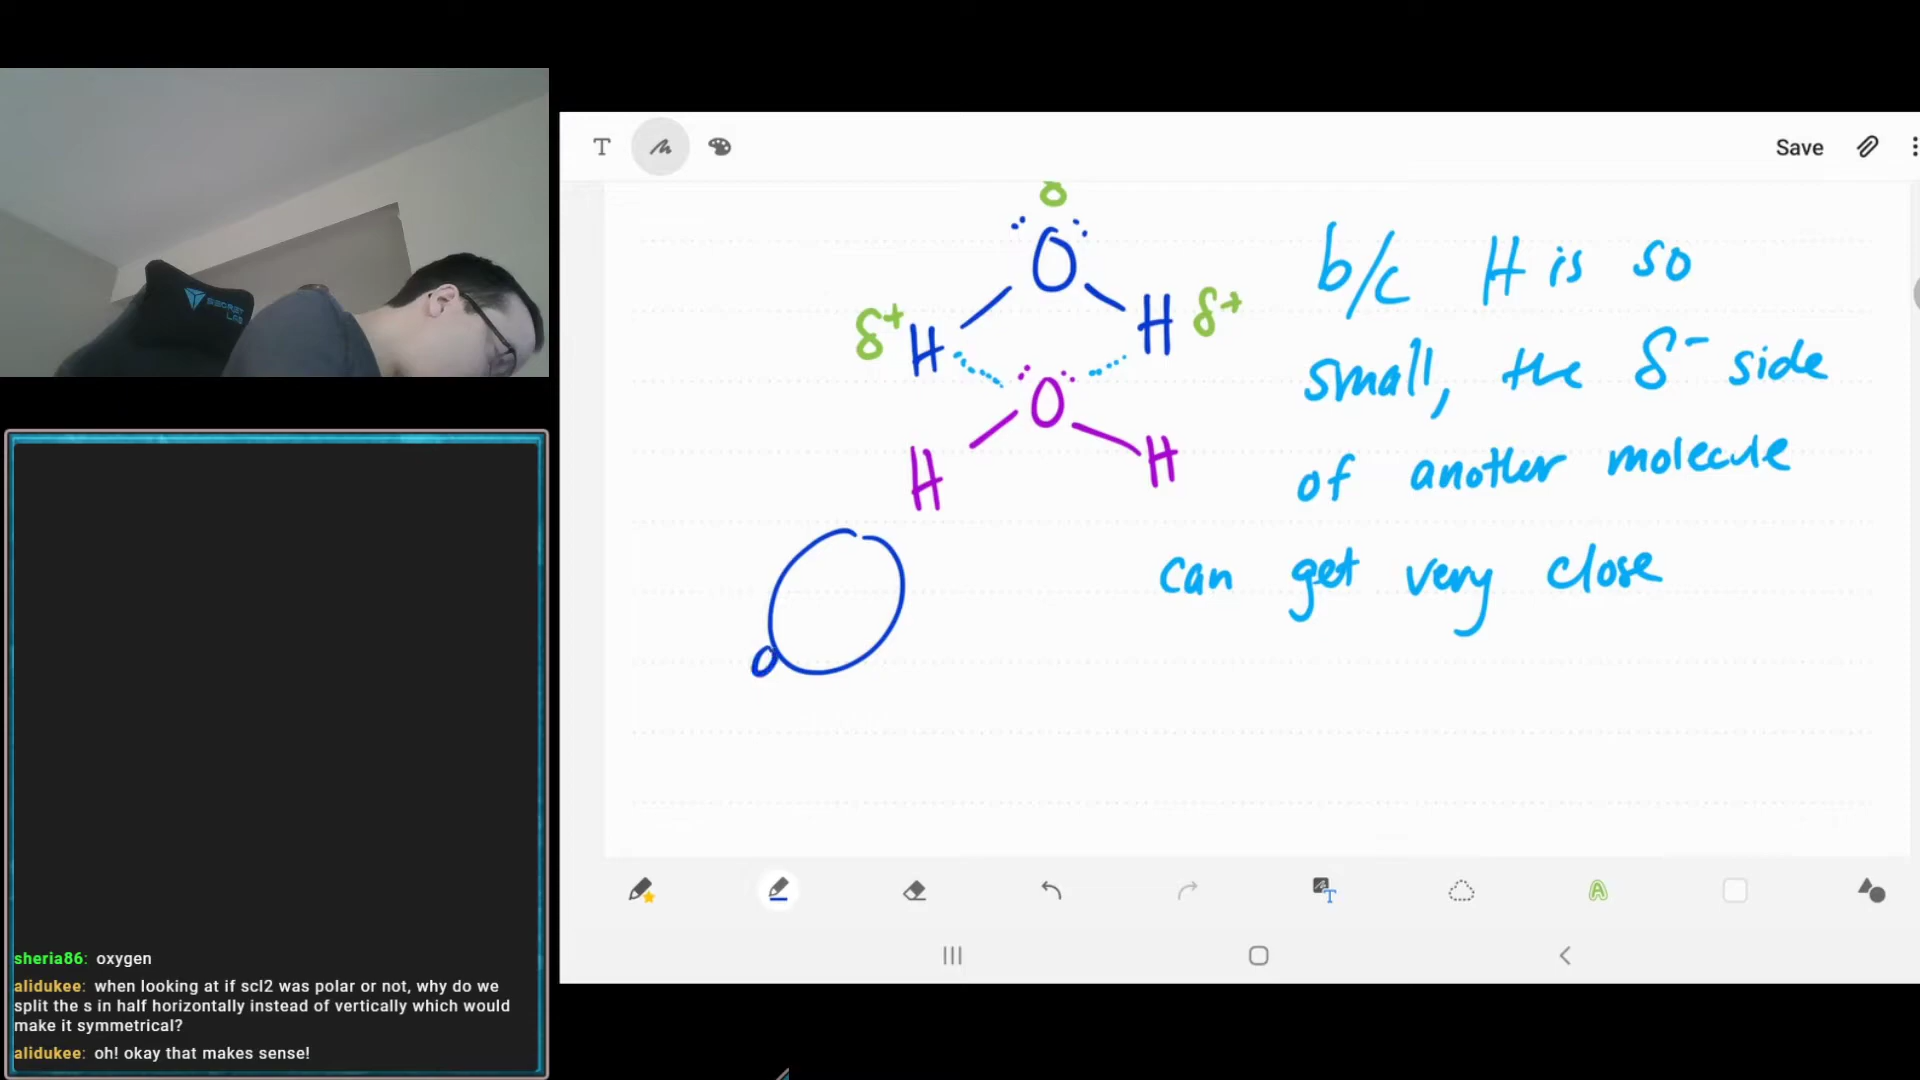 SECRET
LAB
T
Save
δ
O
δ+ H H δ+
O
H H
b/c H is so
small, the δ- side
of another molecule
can get very close
A
T
sheria86: oxygen
alidukee: when looking at if scl2 was polar or not, why do we
split the s in half horizontally instead of vertically which would
make it symmetrical?
alidukee: oh! okay that makes sense!